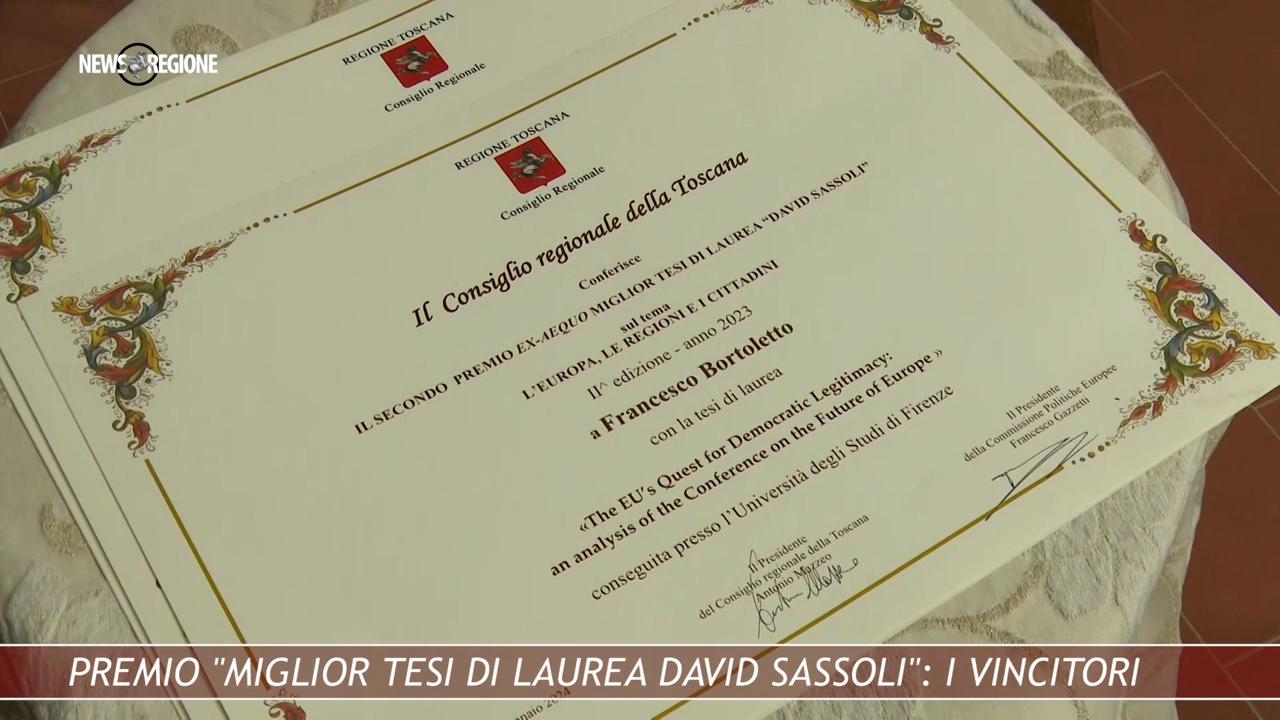 NEWS REGIONE
REGIONE TOSCANA
Consiglio Regionale
REGIONE TOSCANA
Consiglio Regionale
Il Consiglio regionale della Toscana
Conferisce
IL SECONDO PREMIO EX-AEQUO MIGLIOR TESI DI LAUREA “DAVID SASSOLI”
sul tema
L’EUROPA, LE REGIONI E I CITTADINI
II^ edizione - anno 2023
a Francesco Bortoletto
con la tesi di laurea
«The EU’s Quest for Democratic Legitimacy:
an analysis of the Conference on the Future of Europe »
conseguita presso l’Università degli Studi di Firenze
Il Presidente
della Commissione Politiche Europee
Francesco Gazzetti
Il Presidente
del Consiglio regionale della Toscana
Antonio Mazzeo
PREMIO "MIGLIOR TESI DI LAUREA DAVID SASSOLI": I VINCITORI
2024